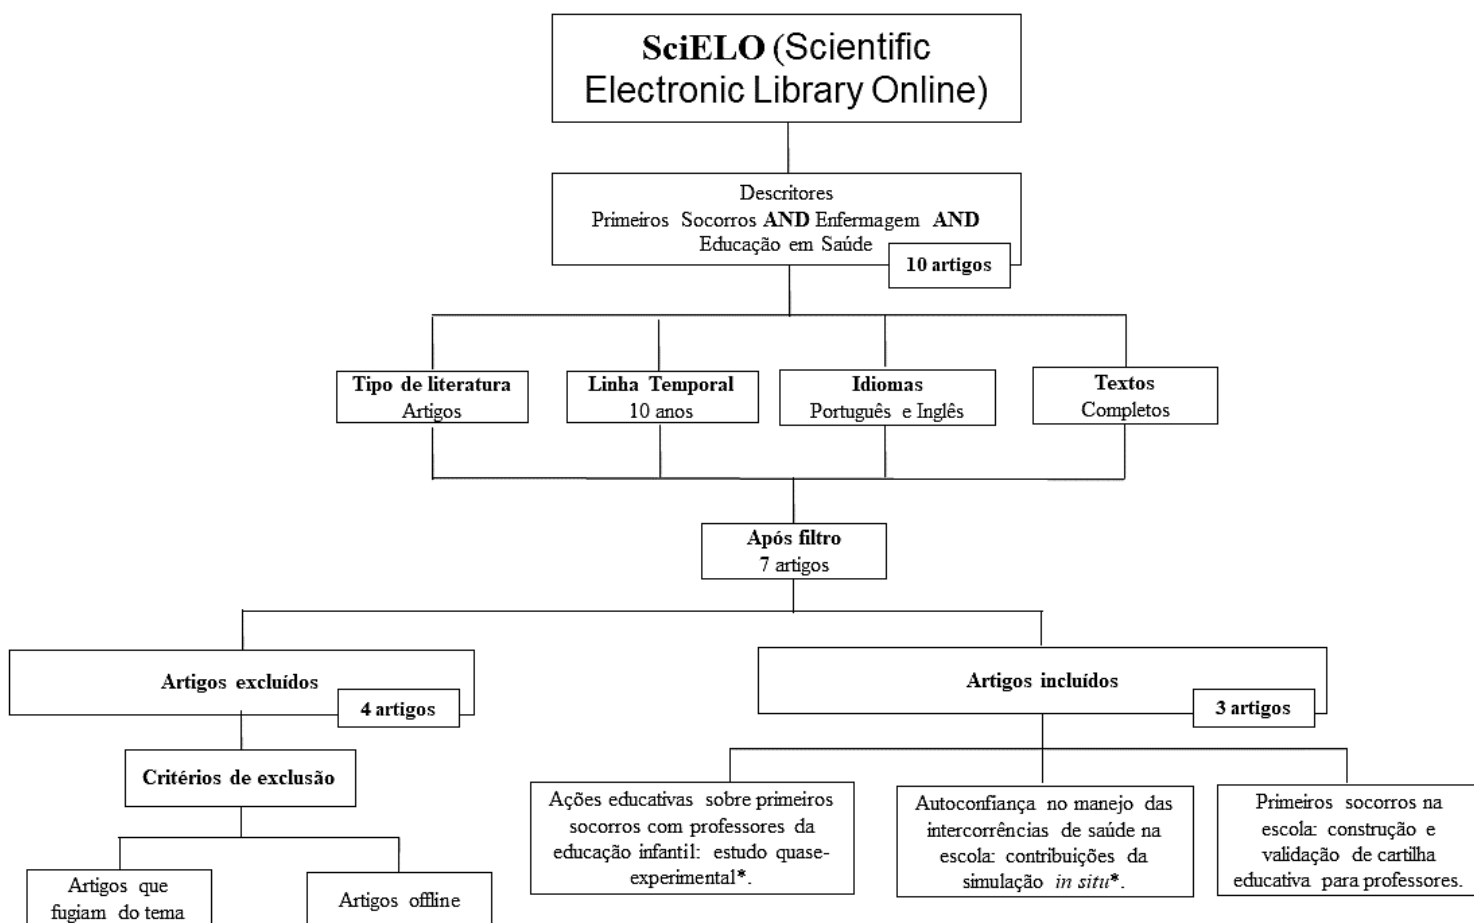 SciELO (Scientific
Electronic Library Online)
Descritores
Primeiros Socorros AND Enfermagem AND
Educação em Saúde
10 artigos
Tipo de literatura
Artigos
Linha Temporal
10 anos
Idiomas
Português e Inglês
Textos
Completos
Após filtro
7 artigos
Artigos excluídos
4 artigos
Artigos incluídos
3 artigos
Critérios de exclusão
Artigos que
fugiam do tema
Artigos offline
Ações educativas sobre primeiros
socorros com professores da
educação infantil: estudo quase-
experimental*.
Autoconfiança no manejo das
intercorrências de saúde na
escola: contribuições da
simulação in situ*.
Primeiros socorros na
escola: construção e
validação de cartilha
educativa para professores.